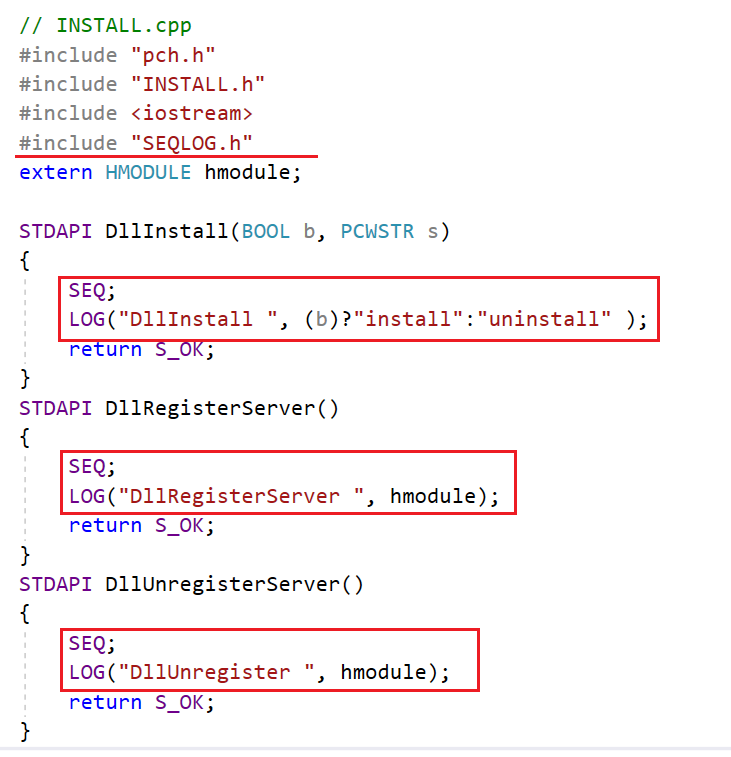 // INSTALL.cpp
#include "pch.h"
#include "INSTALL.h"
#include <iostream>
#include "SEQLOG.h"
extern HMODULE hmodule;
STDAPI DllInstall(BOOL b, PCWSTR s)
{
SEQ;
LOG("DllInstall ", (b)?"install":"uninstall" );
return S_OK;
}
STDAPI DllRegisterServer()
{
SEQ;
LOG("DllRegisterServer ", hmodule);
return S_OK;
}
STDAPI DllUnregisterServer()
{
SEQ;
LOG("DllUnregister ", hmodule);
return S_OK;
}